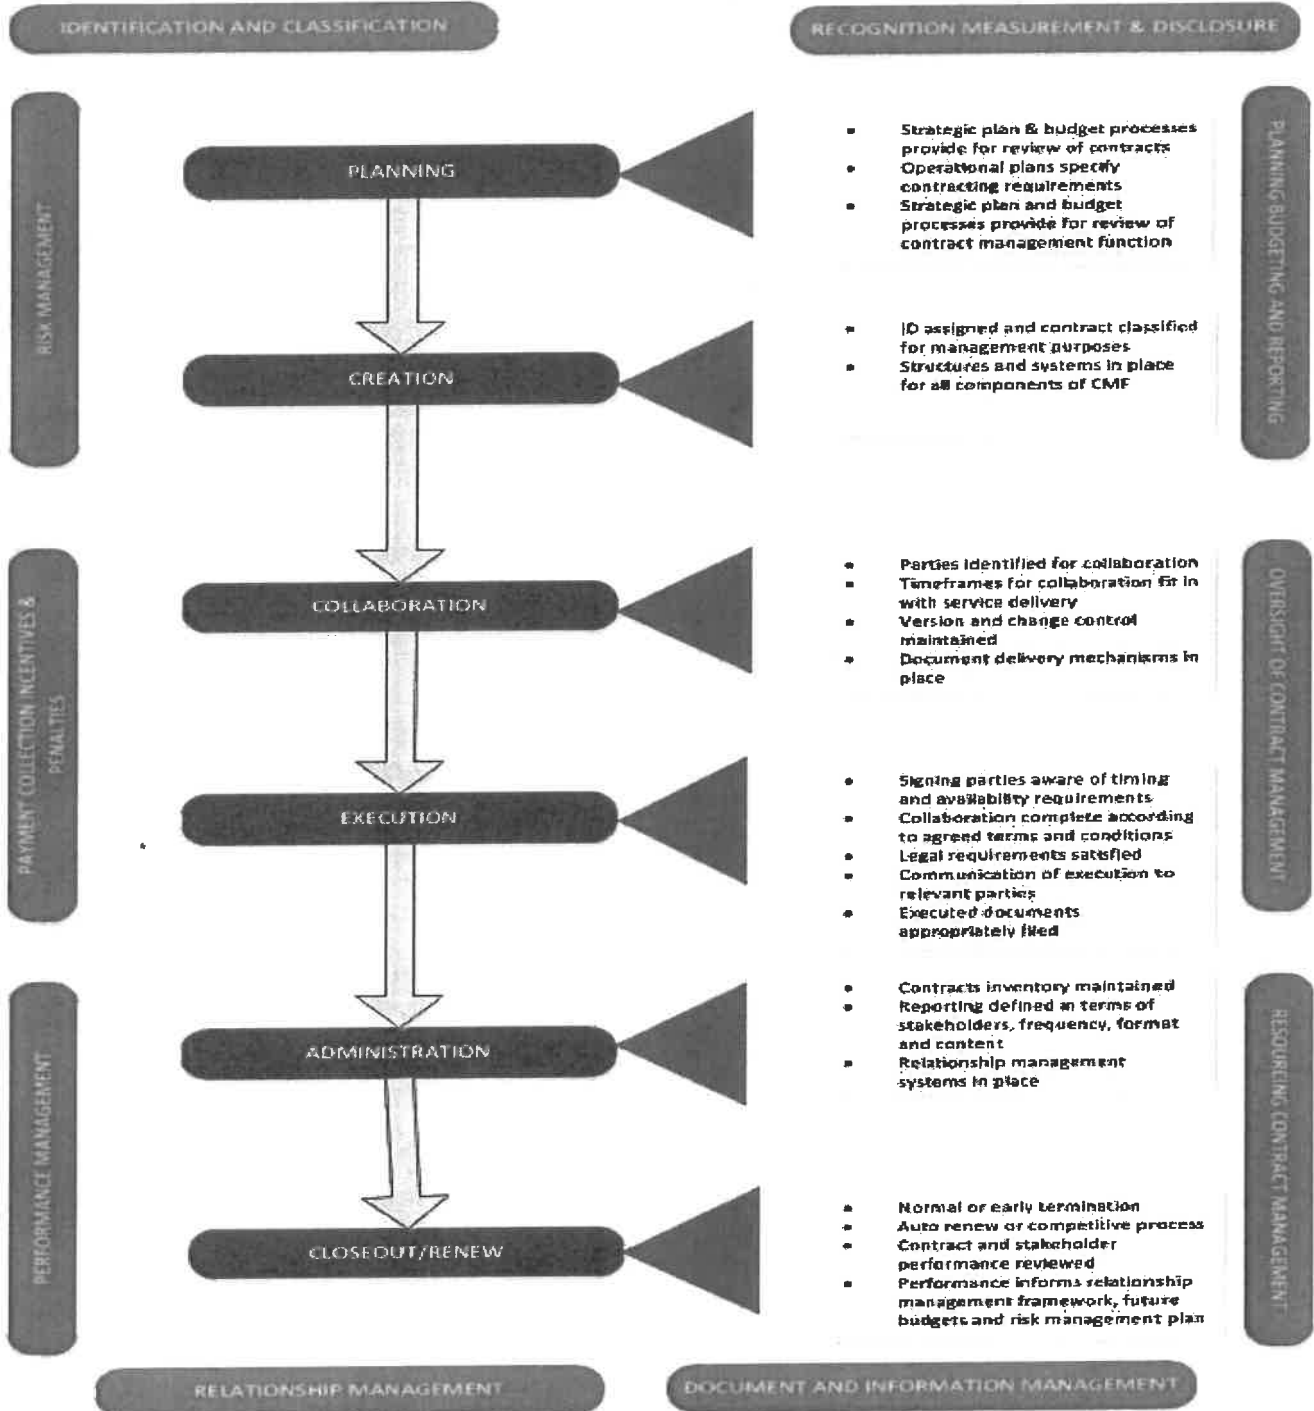 IDENTIFICATION AND CLASSIFICATION
RECOGNITION MEASUREMENT & DISCLOSURE
RISK MANAGEMENT
PAYMENT COLLECTION INCENTIVES &
PENALTIES
PERFORMANCE MANAGEMENT
PLANNING
• Strategic plan & budget processes
provide for review of contracts
• Operational plans specify
contracting requirements
• Strategic plan and budget
processes provide for review of
contract management function
CREATION
• ID assigned and contract classified
for management purposes
• Structures and systems in place
for all components of CMF
COLLABORATION
• Parties identified for collaboration
• Timeframes for collaboration fit in
with service delivery
• Version and change control
maintained
• Document delivery mechanisms in
place
EXECUTION
• Signing parties aware of timing
and availability requirements
• Collaboration complete according
to agreed terms and conditions
• Legal requirements satisfied
• Communication of execution to
relevant parties
• Executed documents
appropriately filed
ADMINISTRATION
• Contracts inventory maintained
• Reporting defined in terms of
stakeholders, frequency, format
and content
• Relationship management
systems in place
CLOSEOUT/RENEW
• Normal or early termination
• Auto renew or competitive process
• Contract and stakeholder
performance reviewed
• Performance informs relationship
management framework, future
budgets and risk management plan
PLANNING BUDGETING AND REPORTING
OVERSIGHT OF CONTRACT MANAGEMENT
RESOURCING CONTRACT MANAGEMENT
RELATIONSHIP MANAGEMENT
DOCUMENT AND INFORMATION MANAGEMENT